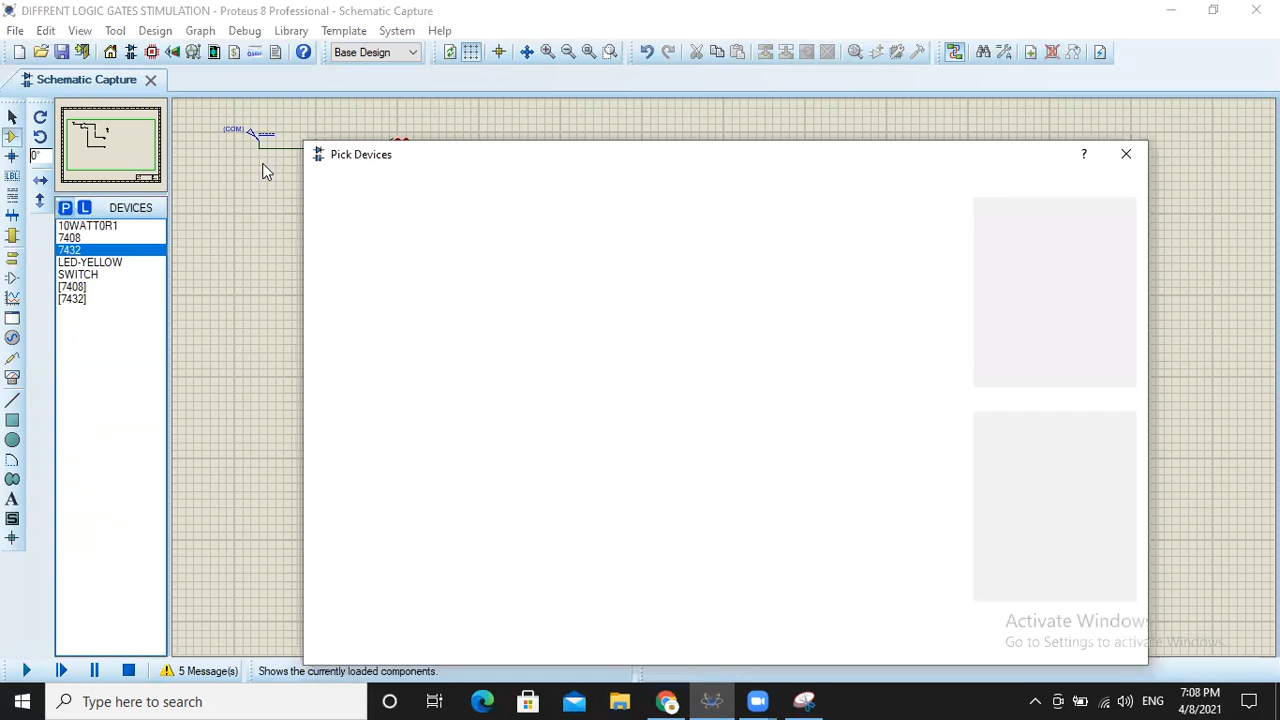 DIFFRENT LOGIC GATES STIMULATION - Proteus 8 Professional - Schematic Capture
File Edit View Tool Design Graph Debug Library Template System Help
Base Design
Schematic Capture
0°
LBL
(COM)
Pick Devices
?
P L DEVICES
10WATT0R1
7408
7432
LED-YELLOW
SWITCH
[7408]
[7432]
A
S
Activate Windows
Go to Settings to activate Windows.
5 Message(s) Shows the currently loaded components.
Type here to search
ENG
7:08 PM
4/8/2021